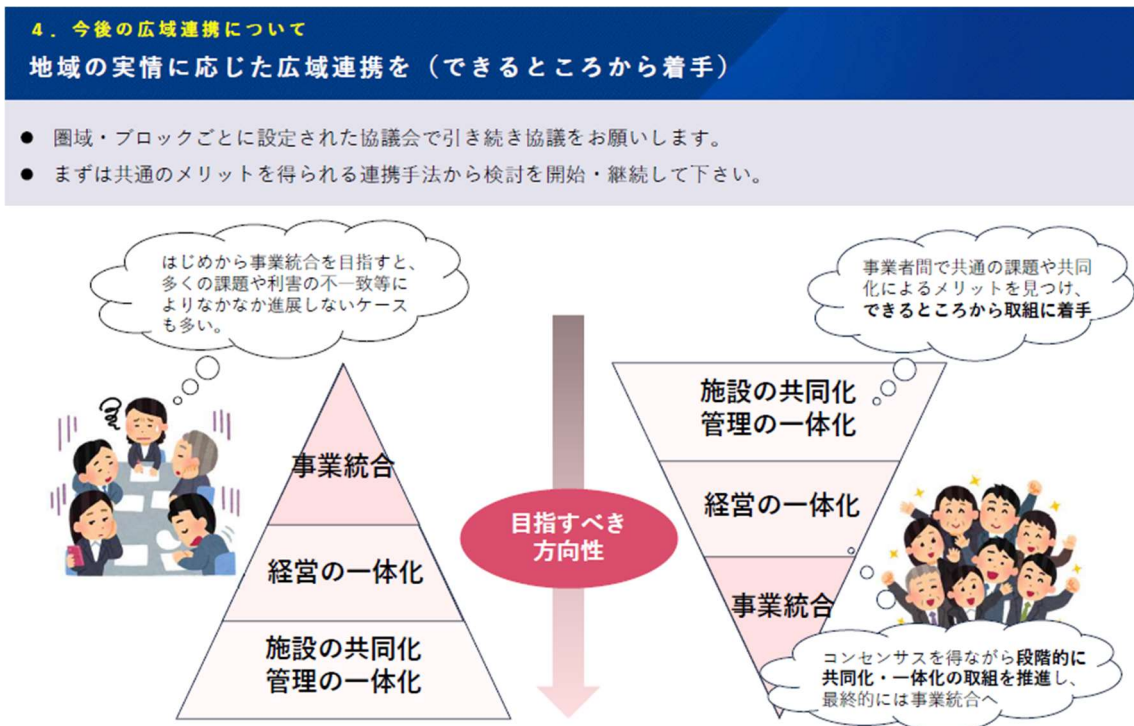 4．今後の広域連携について
地域の実情に応じた広域連携を（できるところから着手）
● 圏域・ブロックごとに設定された協議会で引き続き協議をお願いします。
● まずは共通のメリットを得られる連携手法から検討を開始・継続して下さい。
はじめから事業統合を目指すと、
多くの課題や利害の不一致等に
よりなかなか進展しないケース
も多い。
事業統合
経営の一体化
施設の共同化
管理の一体化
目指すべき
方向性
事業者間で共通の課題や共同
化によるメリットを見つけ、
できるところから取組に着手
施設の共同化
管理の一体化
経営の一体化
事業統合
コンセンサスを得ながら段階的に
共同化・一体化の取組を推進し、
最終的には事業統合へ